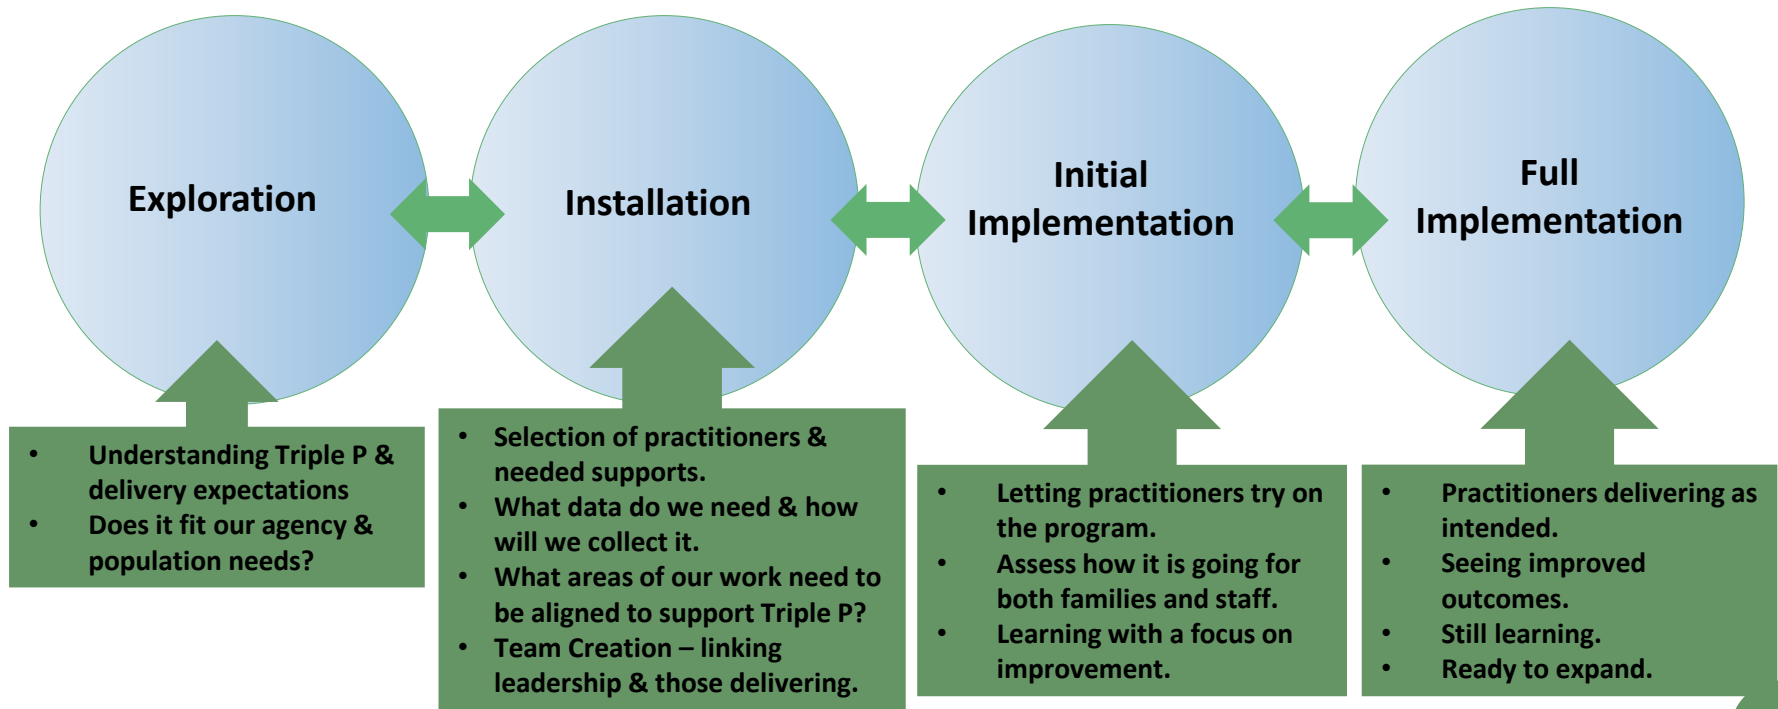 Exploration
Installation
Initial
Implementation
Full
Implementation
• Understanding Triple P &
delivery expectations
• Does it fit our agency &
population needs?
• Selection of practitioners &
needed supports.
• What data do we need & how
will we collect it.
• What areas of our work need to
be aligned to support Triple P?
• Team Creation – linking
leadership & those delivering.
• Letting practitioners try on
the program.
• Assess how it is going for
both families and staff.
• Learning with a focus on
improvement.
• Practitioners delivering as
intended.
• Seeing improved
outcomes.
• Still learning.
• Ready to expand.